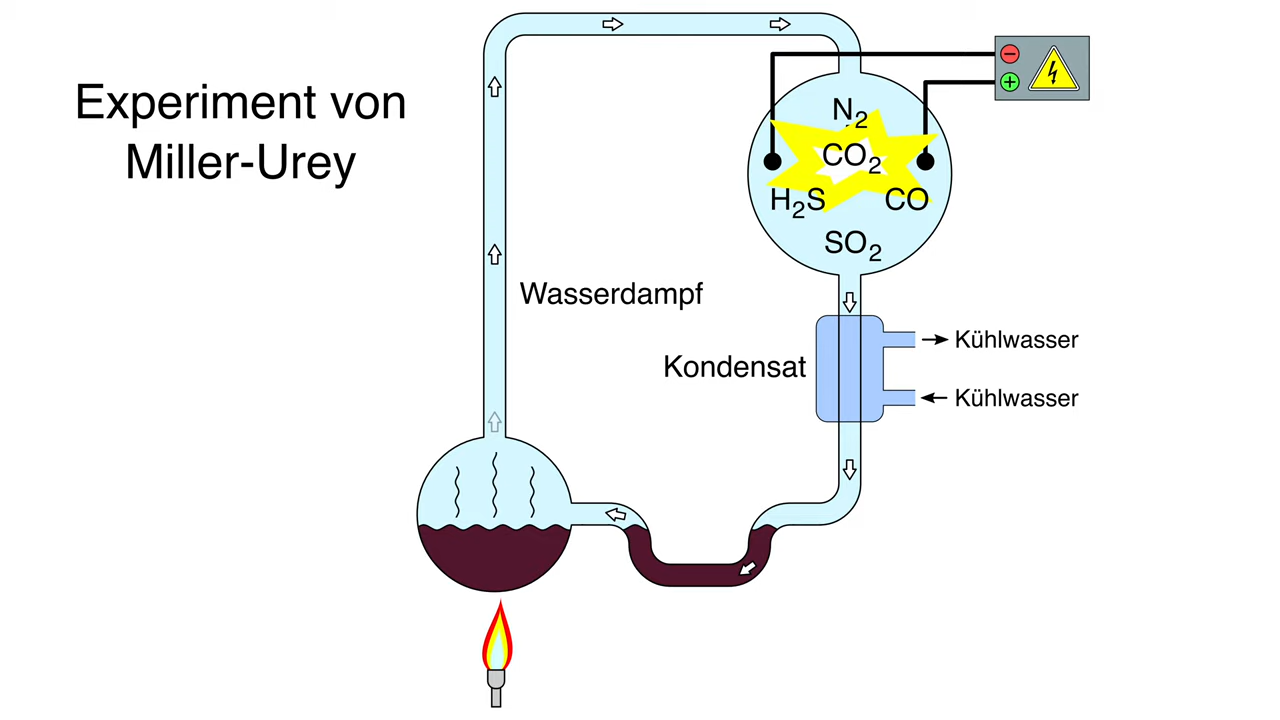 Experiment von
Miller-Urey
N₂
CO₂
H₂S
CO
SO₂
Wasserdampf
Kondensat
Kühlwasser
Kühlwasser